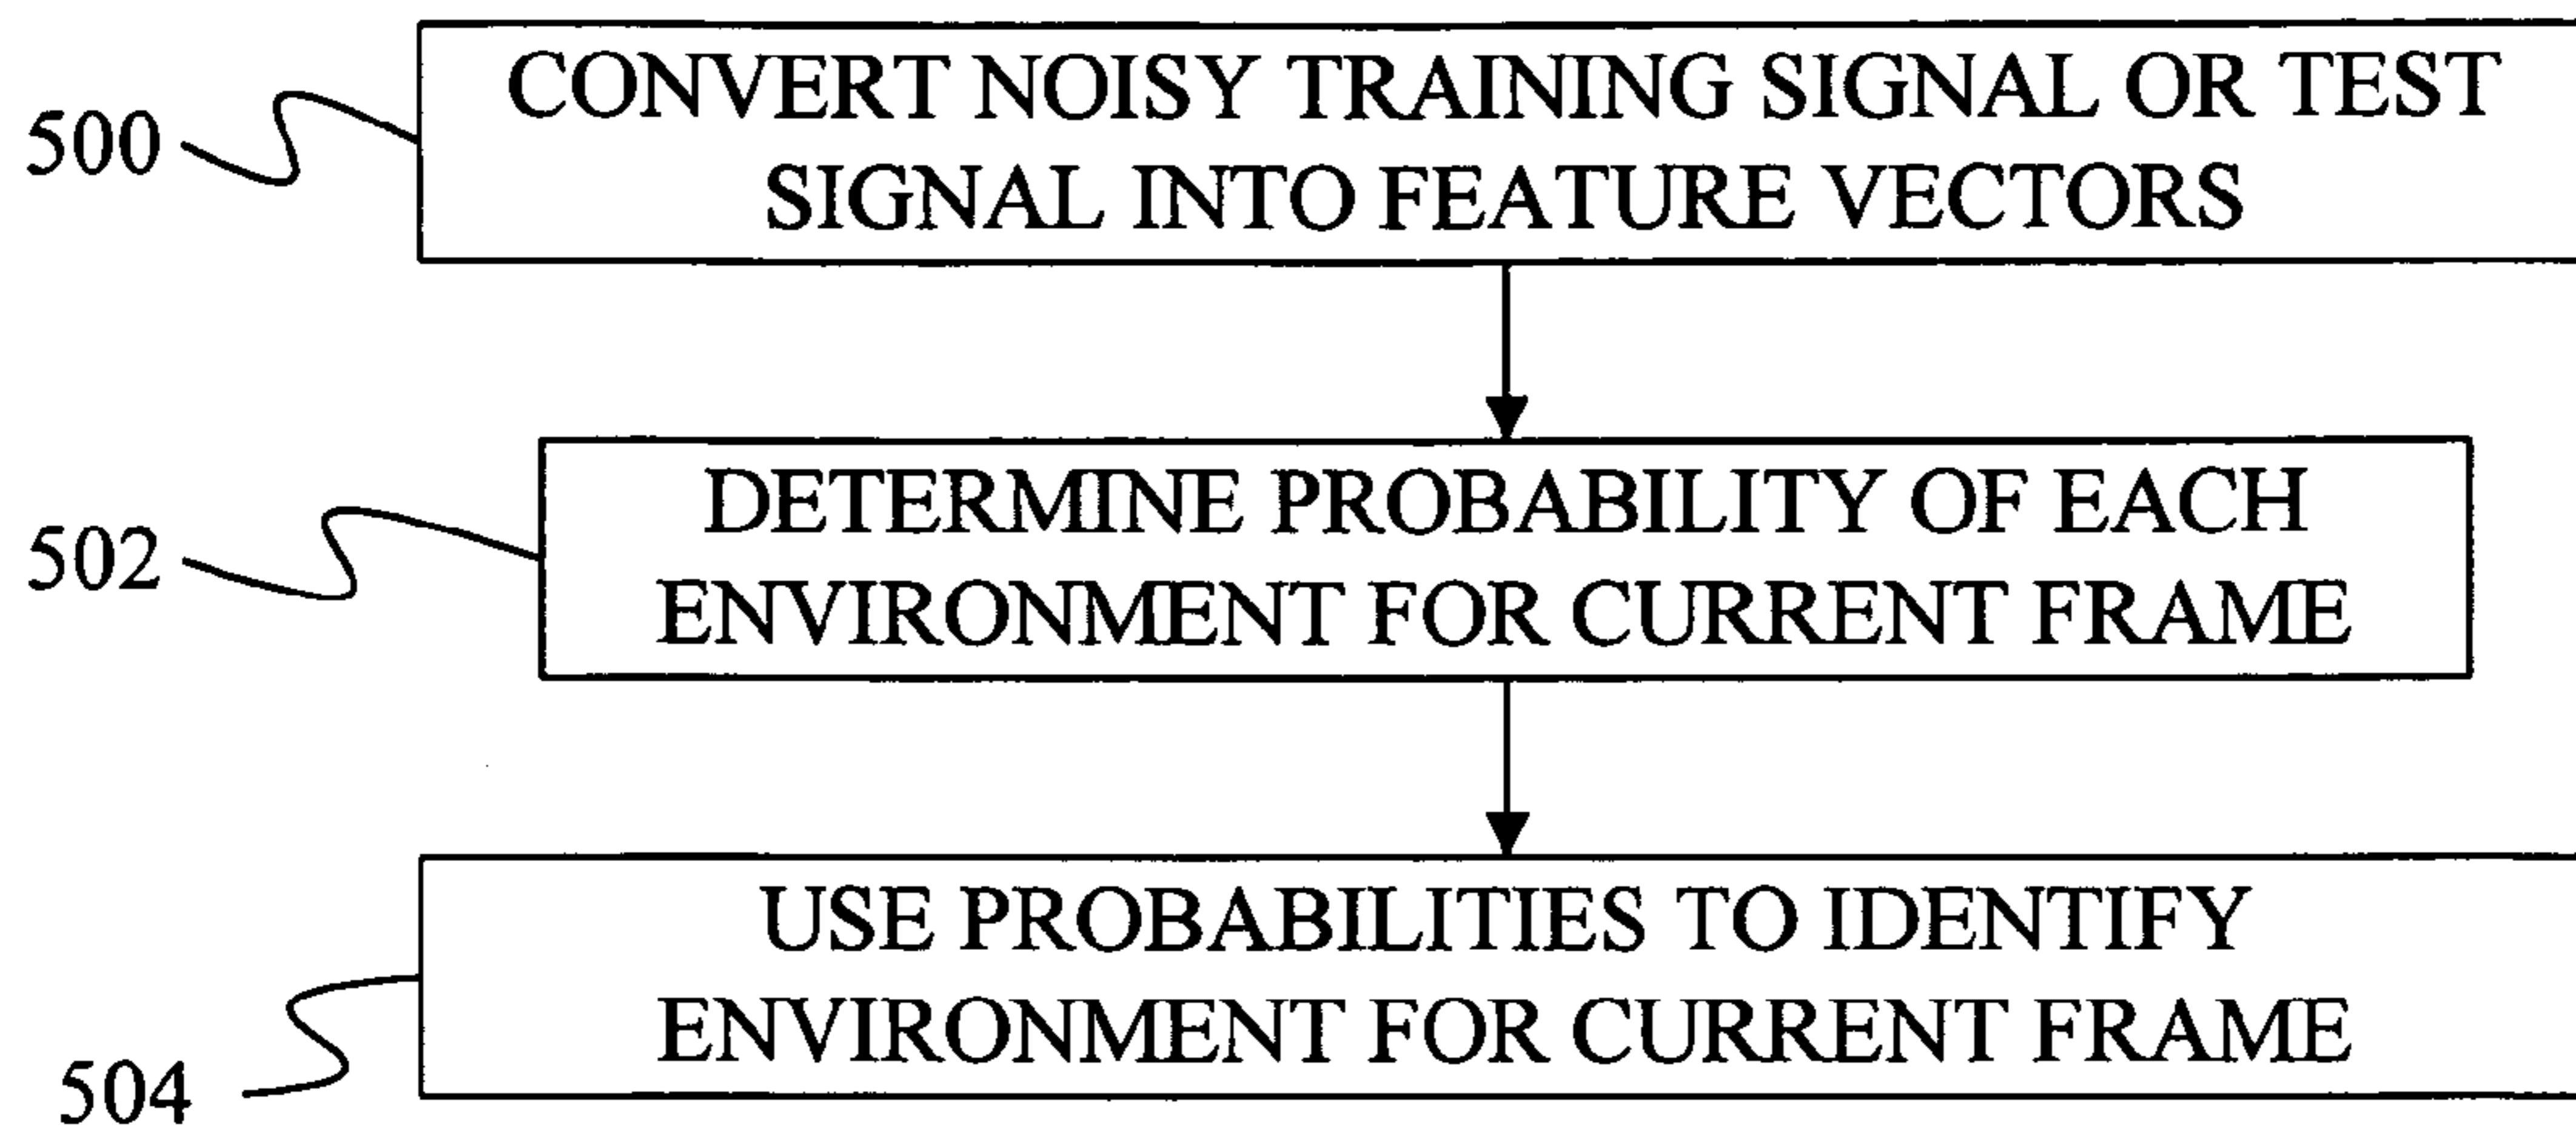 500
CONVERT NOISY TRAINING SIGNAL OR TEST
SIGNAL INTO FEATURE VECTORS
502
DETERMINE PROBABILITY OF EACH
ENVIRONMENT FOR CURRENT FRAME
504
USE PROBABILITIES TO IDENTIFY
ENVIRONMENT FOR CURRENT FRAME